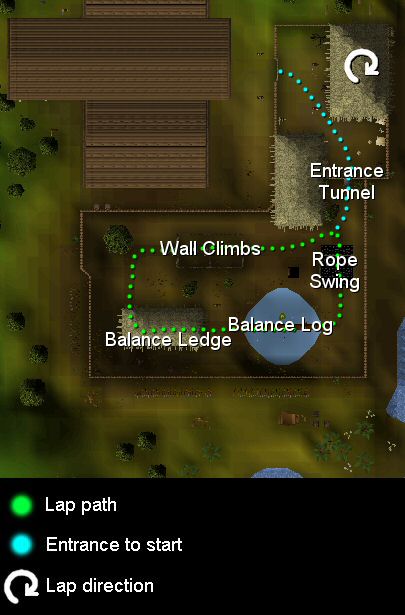 Entrance
Tunnel
Wall Climbs
Rope
Swing
Balance Log
Balance Ledge
Lap path
Entrance to start
Lap direction